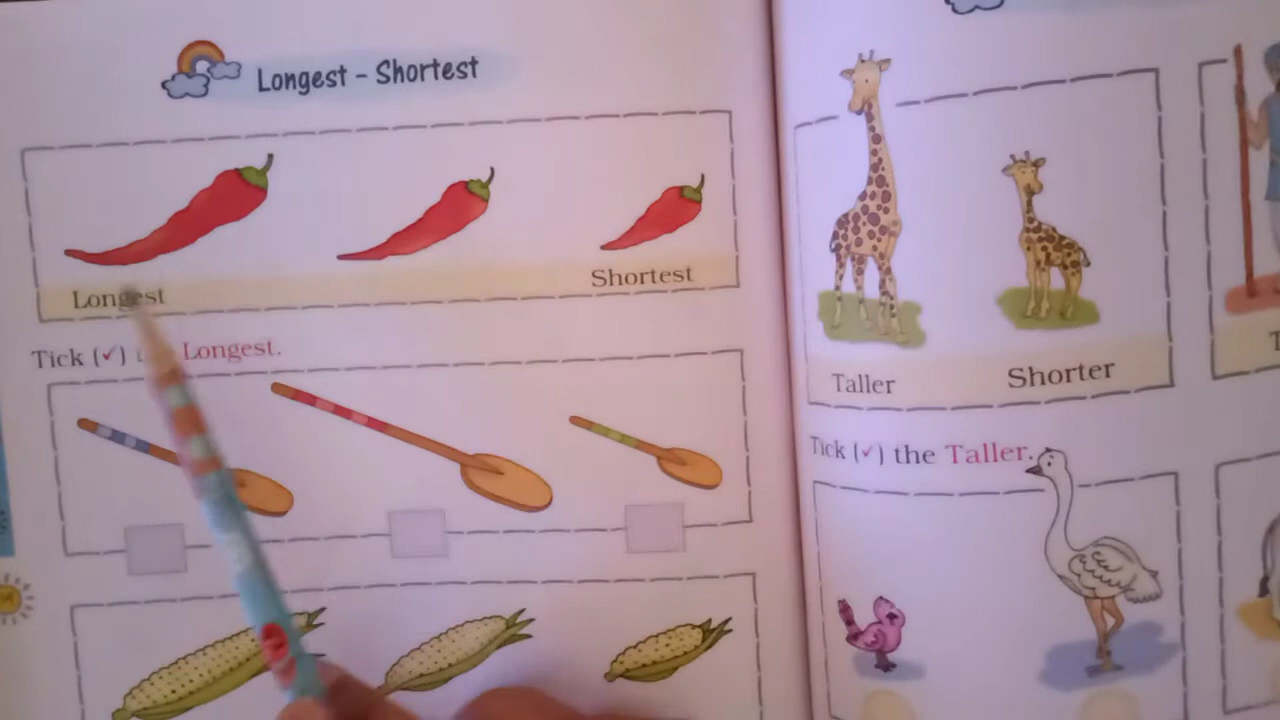 Longest - Shortest
Longest
Shortest
Tick (✓) Longest.
Taller
Shorter
Tick (✓) the Taller.